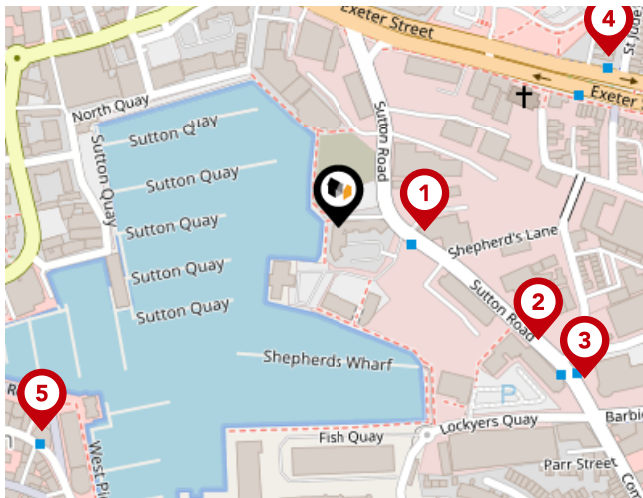 4
Exeter Street
St Jude
Exeter
North Quay
Sutton Road
Sutton Quay
Sutton Quay
Sutton Quay
1
Sutton Quay
Shepherd's Lane
Sutton Quay
Sutton Quay
Sutton Road
2
3
Shepherds Wharf
5
P
Lockyers Quay
Barbic
Fish Quay
West Pi
Parr Street